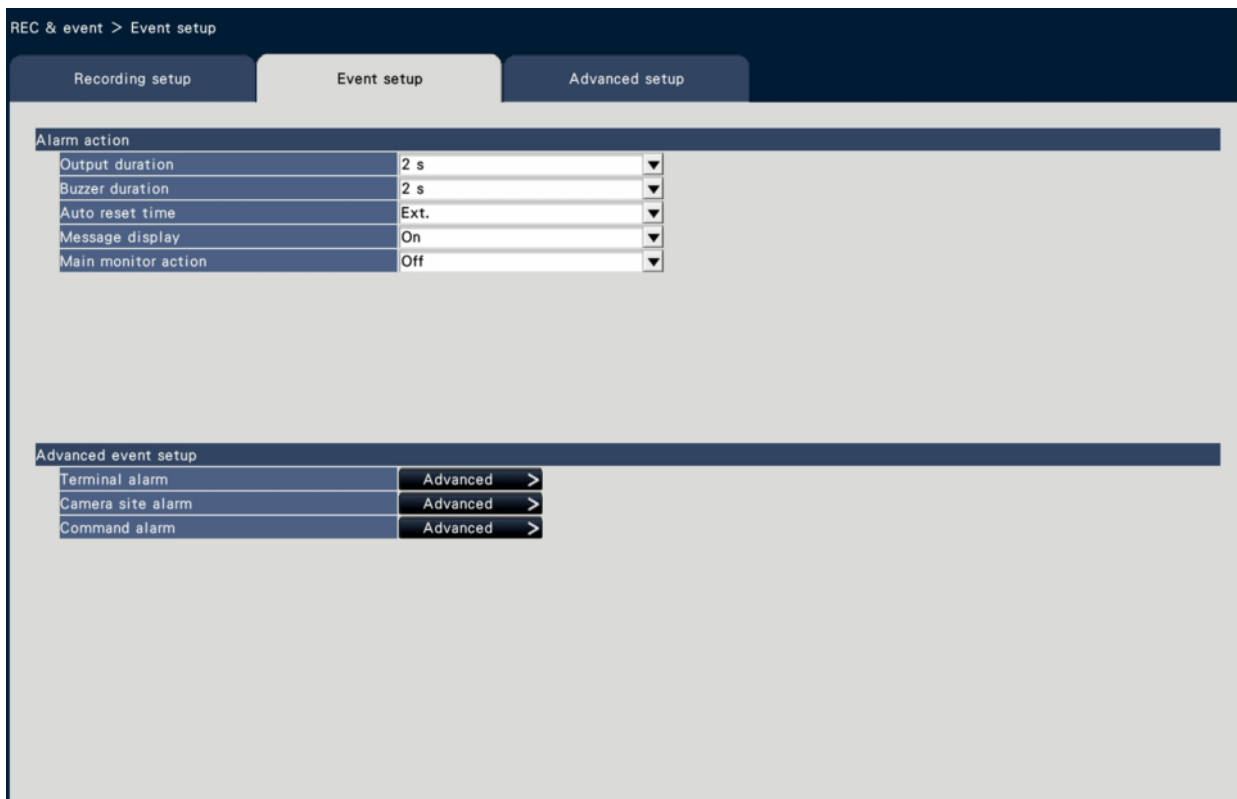 REC & event > Event setup
Recording setup Event setup Advanced setup
Alarm action
Output duration 2 s
Buzzer duration 2 s
Auto reset time Ext.
Message display On
Main monitor action Off
Advanced event setup
Terminal alarm Advanced >
Camera site alarm Advanced >
Command alarm Advanced >